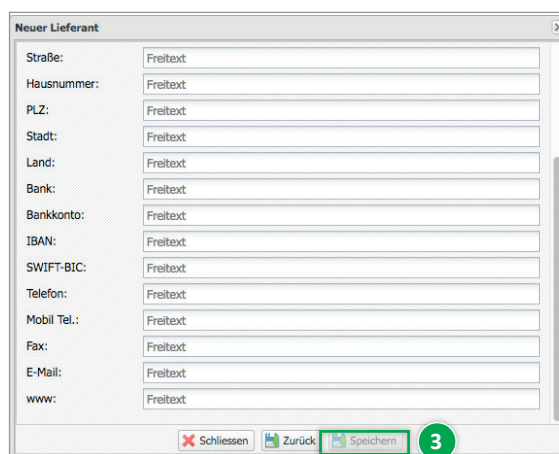 Neuer Lieferant
Straße: Freitext
Hausnummer: Freitext
PLZ: Freitext
Stadt: Freitext
Land: Freitext
Bank: Freitext
Bankkonto: Freitext
IBAN: Freitext
SWIFT-BIC: Freitext
Telefon: Freitext
Mobil Tel.: Freitext
Fax: Freitext
E-Mail: Freitext
www: Freitext
Schliessen Zurück Speichern 3